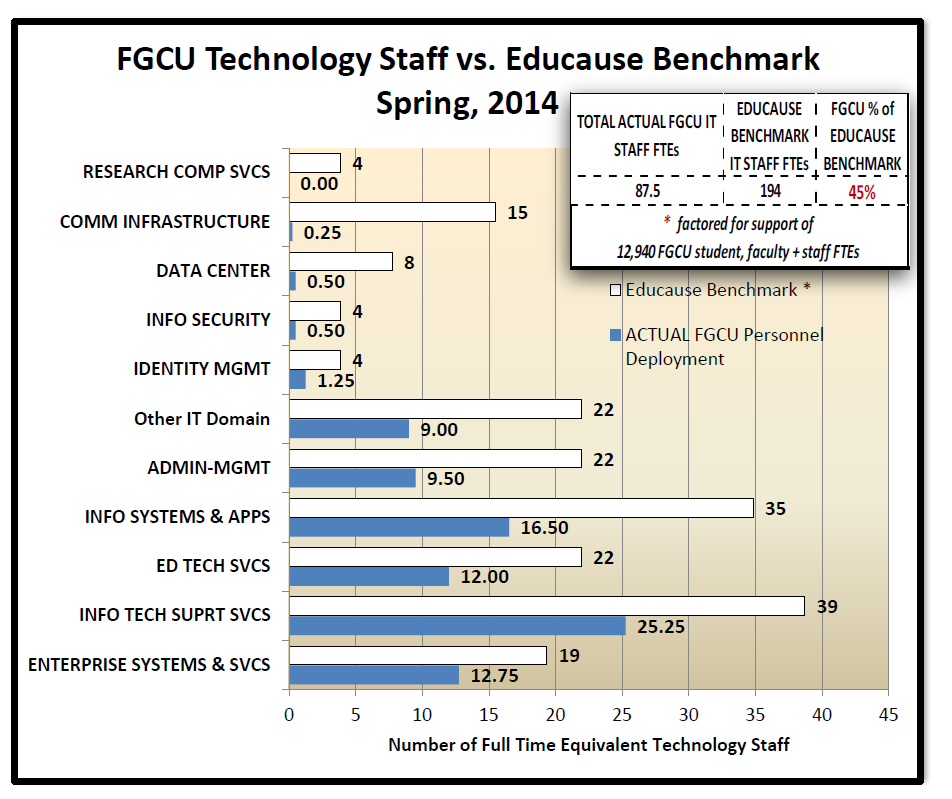 FGCU Technology Staff vs. Educause Benchmark
Spring, 2014
TOTAL ACTUAL FGCU IT STAFF FTEs
EDUCAUSE BENCHMARK IT STAFF FTEs
FGCU % of EDUCAUSE BENCHMARK
87.5
194
45%
* factored for support of
12,940 FGCU student, faculty + staff FTEs
Educause Benchmark *
ACTUAL FGCU Personnel
Deployment
RESEARCH COMP SVCS
4
0.00
COMM INFRASTRUCTURE
15
0.25
DATA CENTER
8
0.50
INFO SECURITY
4
0.50
IDENTITY MGMT
4
1.25
Other IT Domain
22
9.00
ADMIN-MGMT
22
9.50
INFO SYSTEMS & APPS
35
16.50
ED TECH SVCS
22
12.00
INFO TECH SUPRT SVCS
39
25.25
ENTERPRISE SYSTEMS & SVCS
19
12.75
0 5 10 15 20 25 30 35 40 45
Number of Full Time Equivalent Technology Staff